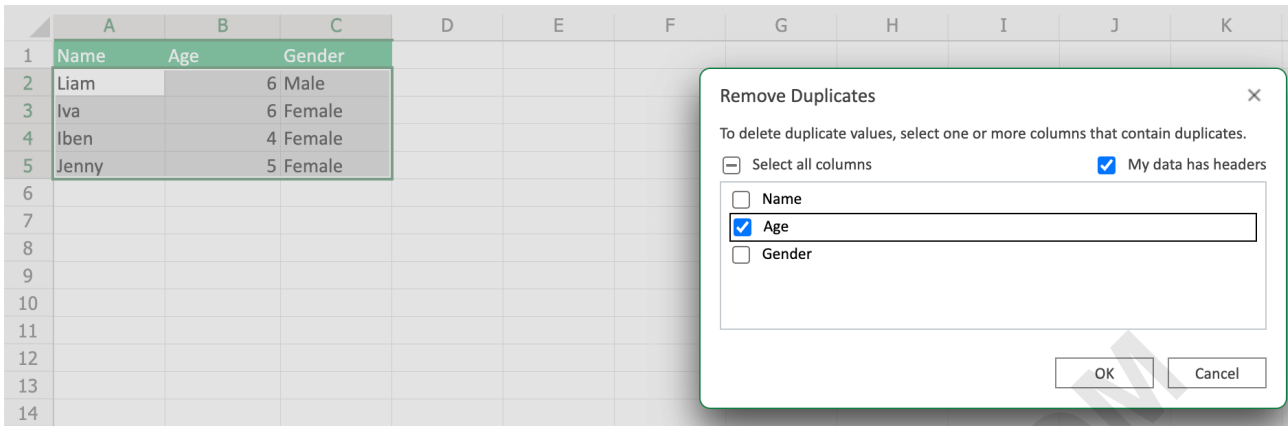 A B C D E F G H I J K
1 Name Age Gender
2 Liam 6 Male
3 Iva 6 Female
4 Iben 4 Female
5 Jenny 5 Female
6
7
8
9
10
11
12
13
14
Remove Duplicates
To delete duplicate values, select one or more columns that contain duplicates.
Select all columns My data has headers
Name
Age
Gender
OK Cancel
OM